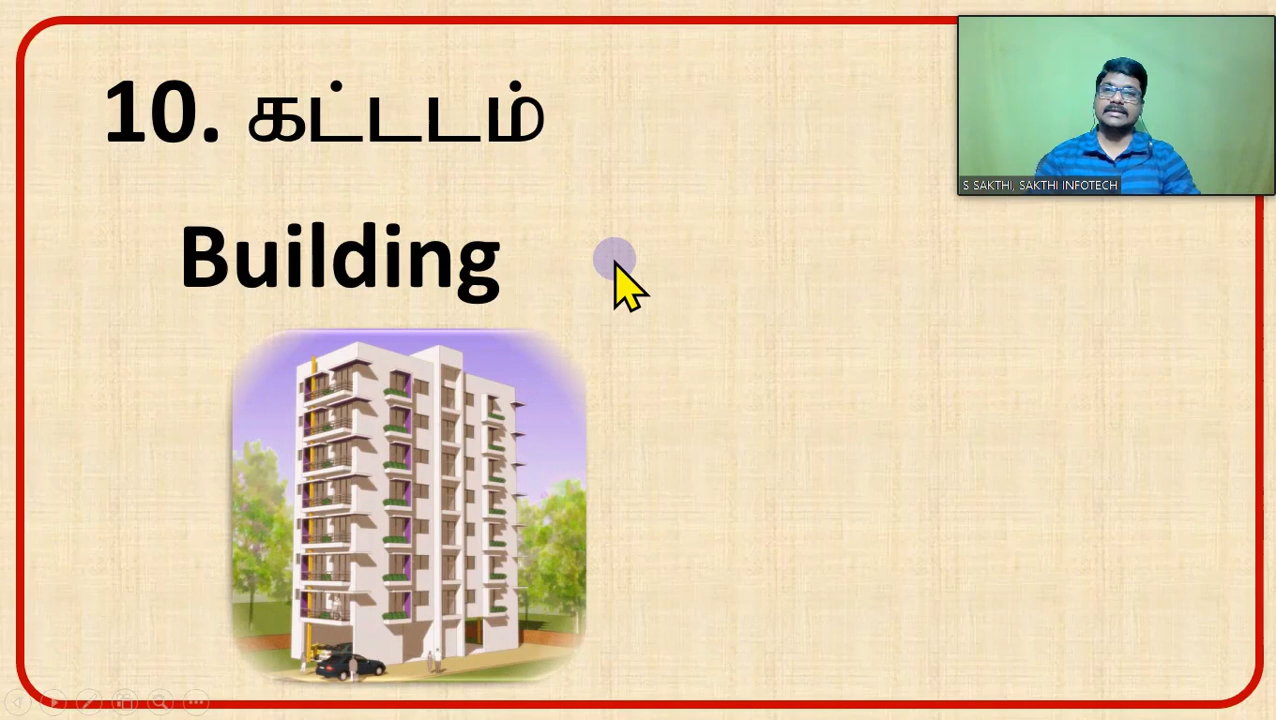 10. கட்டடம்
Building
S SAKTHI, SAKTHI INFOTECH